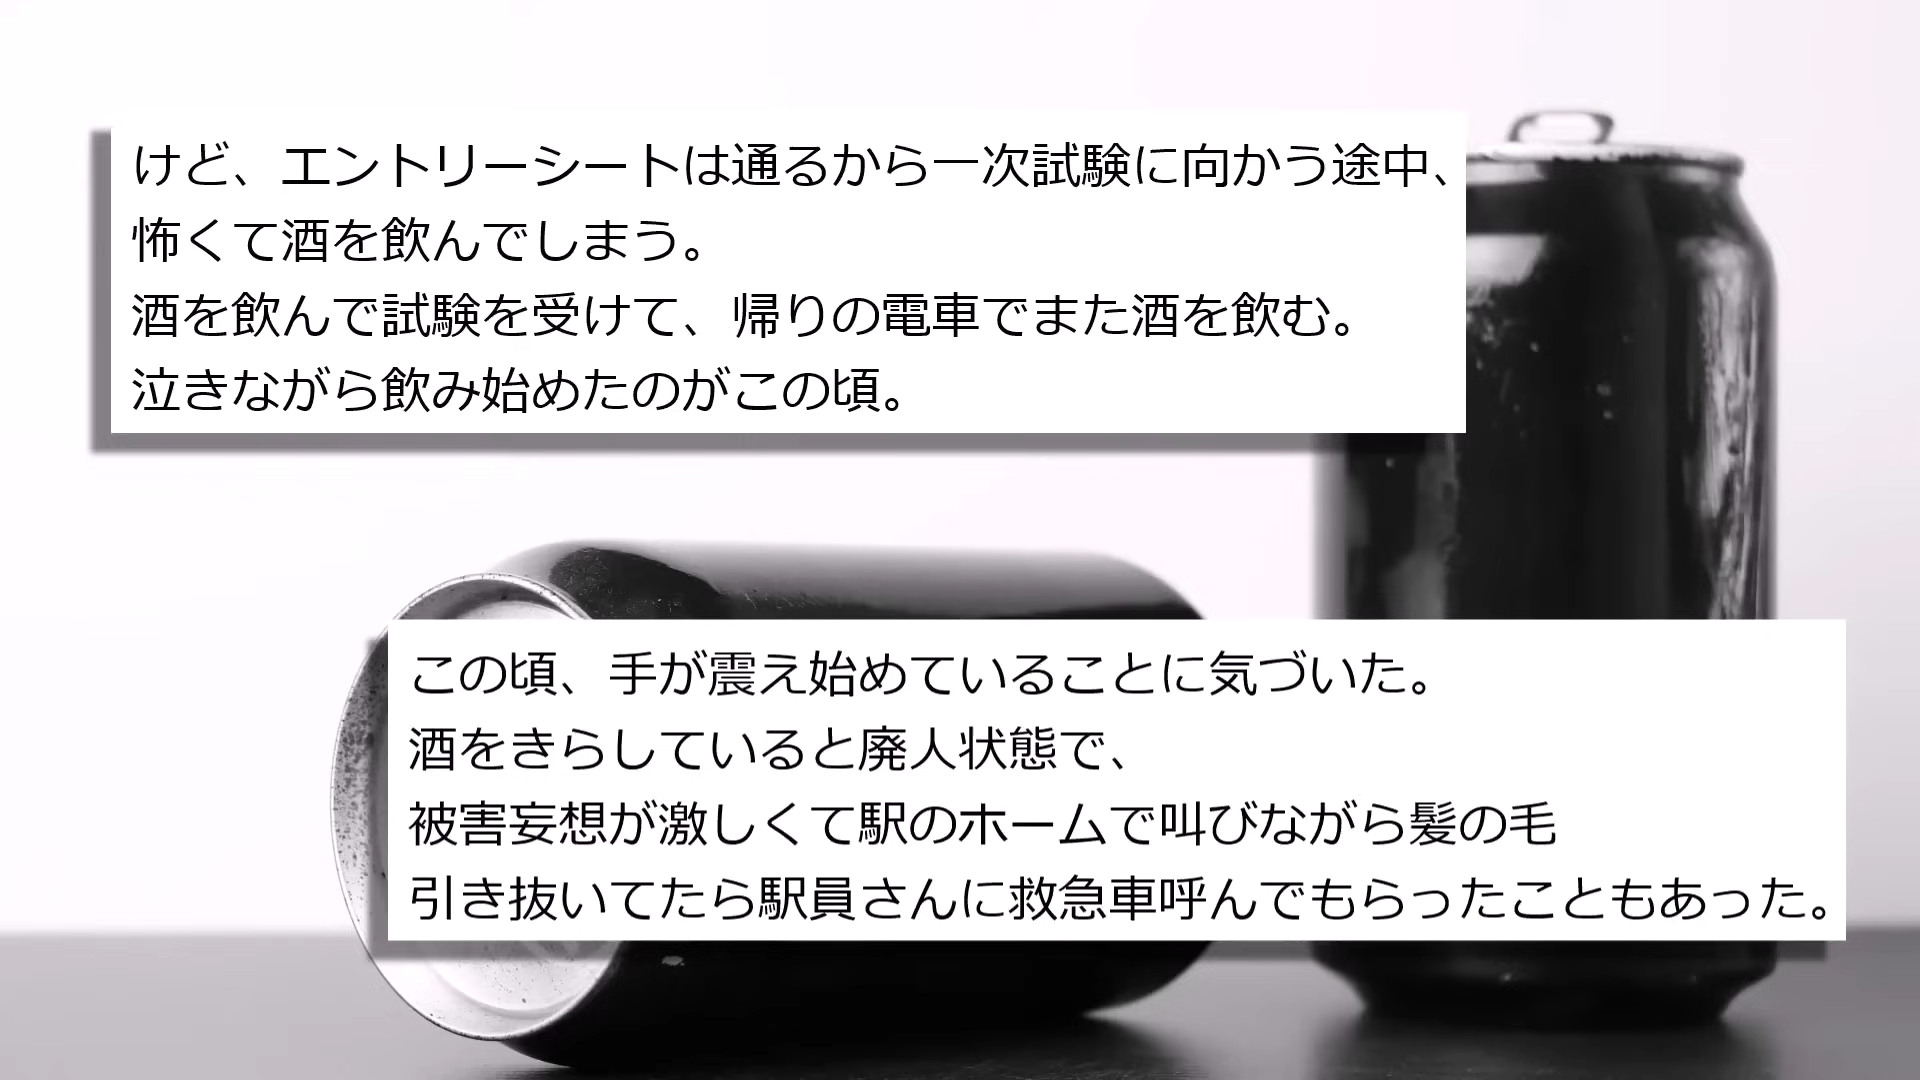 けど、エントリーシートは通るから一次試験に向かう途中、
怖くて酒を飲んでしまう。
酒を飲んで試験を受けて、帰りの電車でまた酒を飲む。
泣きながら飲み始めたのがこの頃。
この頃、手が震え始めていることに気づいた。
酒をきらしていると廃人状態で、
被害妄想が激しくて駅のホームで叫びながら髪の毛
引き抜いてたら駅員さんに救急車呼んでもらったこともあった。